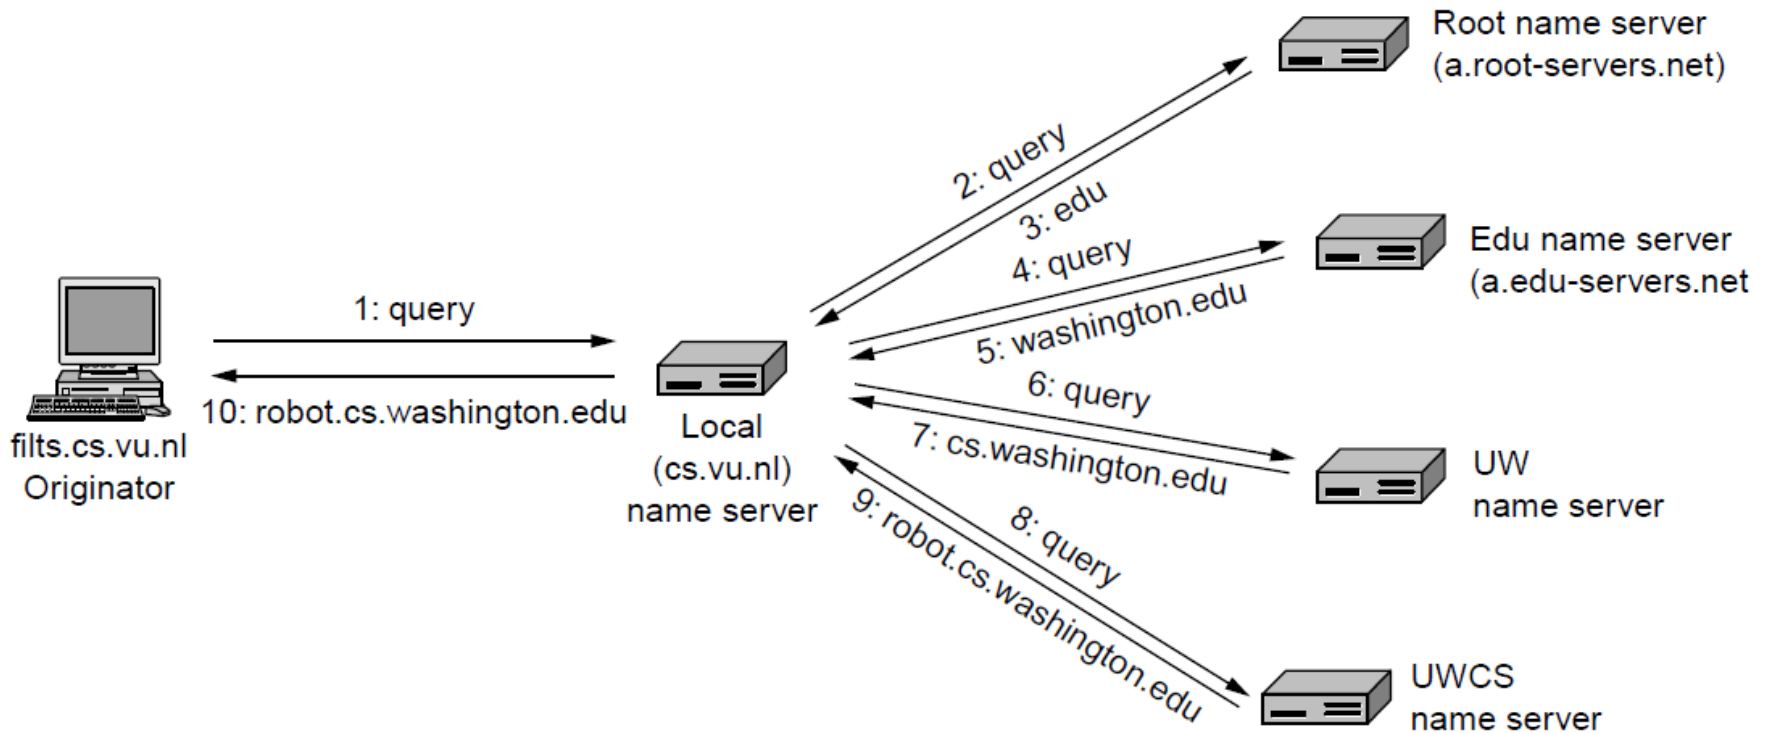 Root name server
(a.root-servers.net)
2: query
3: edu
Edu name server
(a.edu-servers.net
4: query
5: washington.edu
1: query
10: robot.cs.washington.edu
filts.cs.vu.nl
Originator
Local
(cs.vu.nl)
name server
6: query
7: cs.washington.edu
UW
name server
8: query
9: robot.cs.washington.edu
UWCS
name server